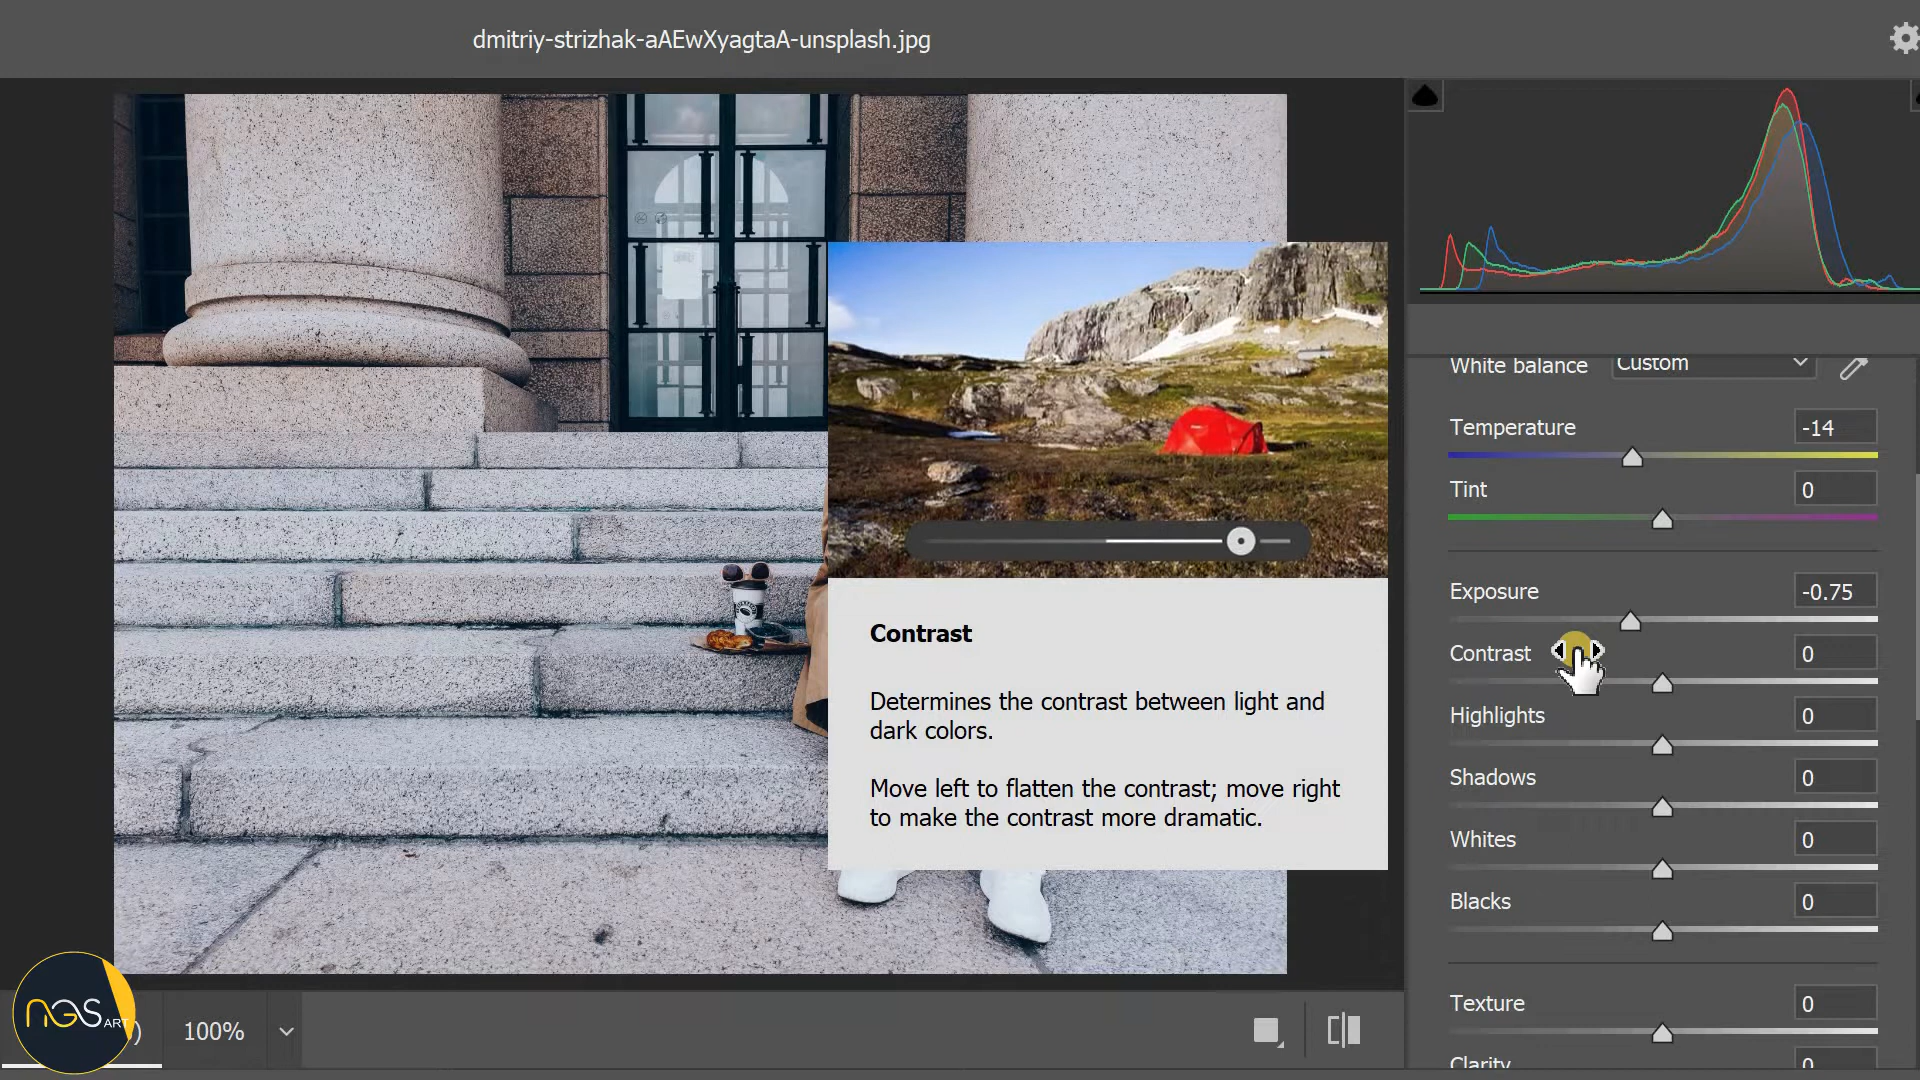 dmitriy-strizhak-aAEwXyagtaA-unsplash.jpg
White balance
Custom
Temperature
-14
Tint
0
Exposure
-0.75
Contrast
0
Highlights
0
Shadows
0
Whites
0
Blacks
0
Texture
0
Clarity
0
Contrast
Determines the contrast between light and
dark colors.
Move left to flatten the contrast; move right
to make the contrast more dramatic.
NGS ART
)
100%